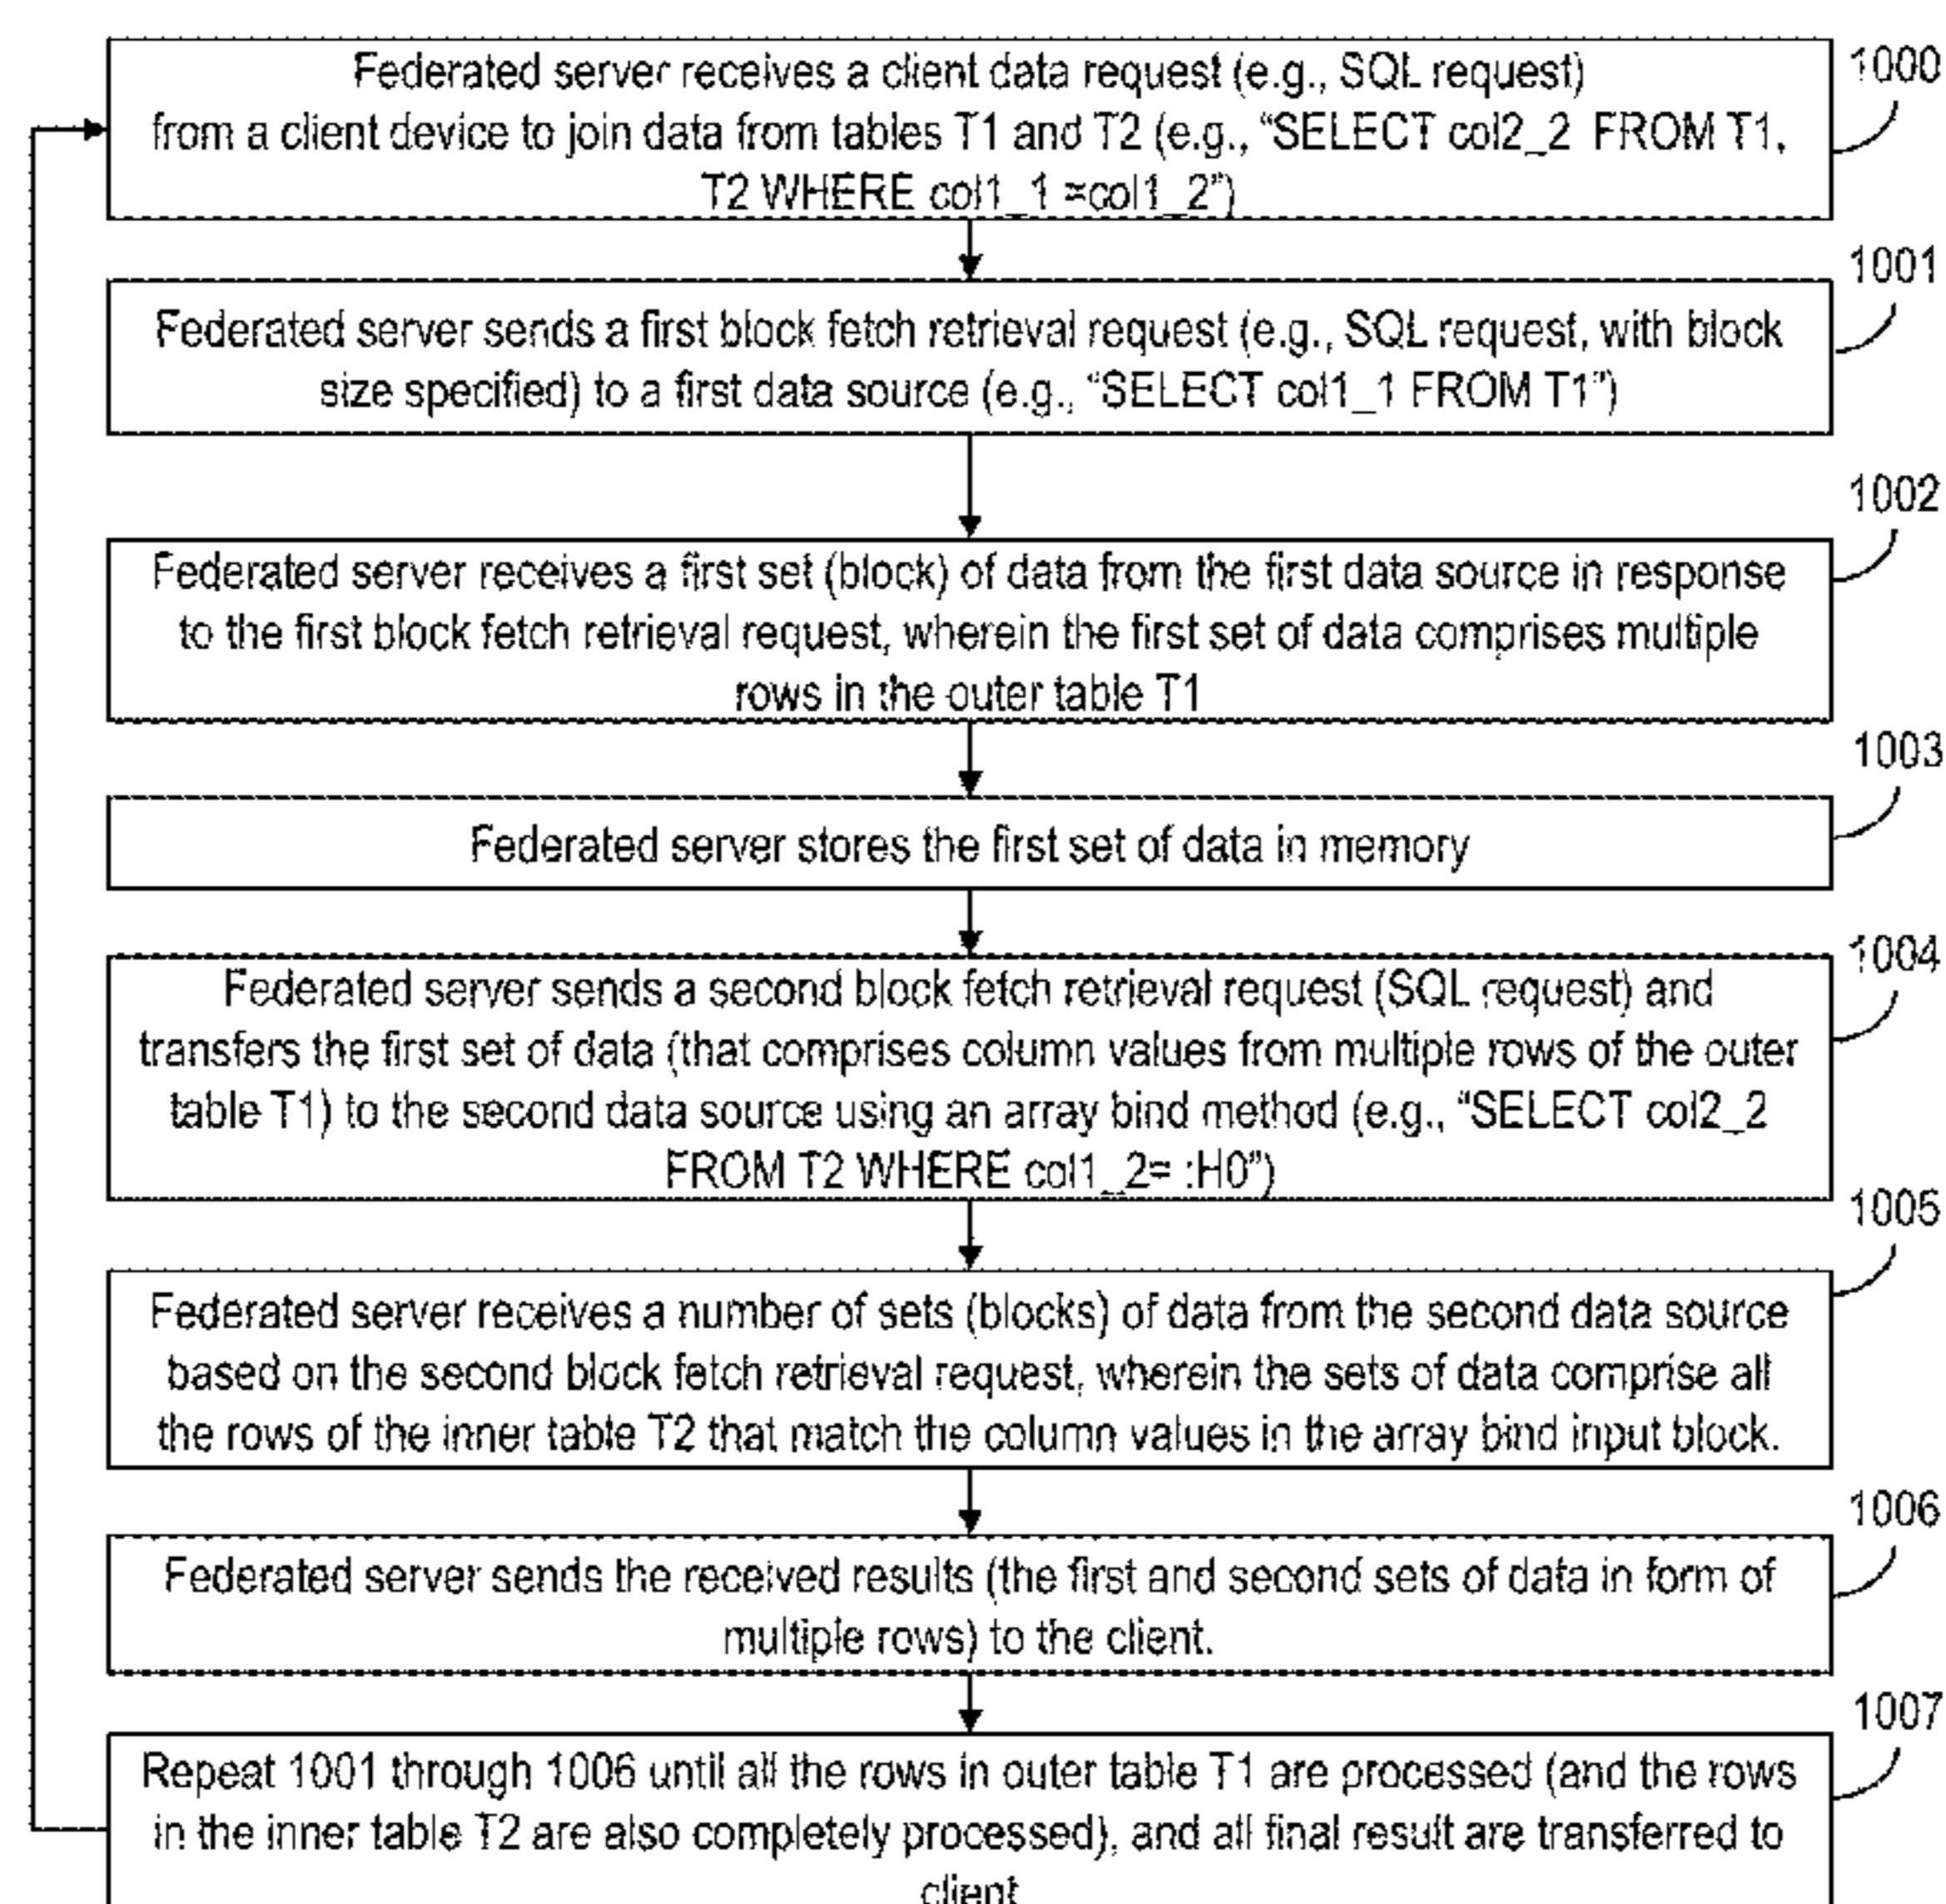 Federated server receives a client data request (e.g., SQL request)
from a client device to join data from tables T1 and T2 (e.g., “SELECT col2_2 FROM T1,
T2 WHERE col1_1 =col1_2”)
1000
Federated server sends a first block fetch retrieval request (e.g., SQL request, with block
size specified) to a first data source (e.g., “SELECT col1_1 FROM T1”)
1001
Federated server receives a first set (block) of data from the first data source in response
to the first block fetch retrieval request, wherein the first set of data comprises multiple
rows in the outer table T1
1002
Federated server stores the first set of data in memory
1003
Federated server sends a second block fetch retrieval request (SQL request) and
transfers the first set of data (that comprises column values from multiple rows of the outer
table T1) to the second data source using an array bind method (e.g., “SELECT col2_2
FROM T2 WHERE col1_2= :H0”)
1004
Federated server receives a number of sets (blocks) of data from the second data source
based on the second block fetch retrieval request, wherein the sets of data comprise all
the rows of the inner table T2 that match the column values in the array bind input block.
1005
Federated server sends the received results (the first and second sets of data in form of
multiple rows) to the client.
1006
Repeat 1001 through 1006 until all the rows in outer table T1 are processed (and the rows
in the inner table T2 are also completely processed), and all final result are transferred to
client
1007